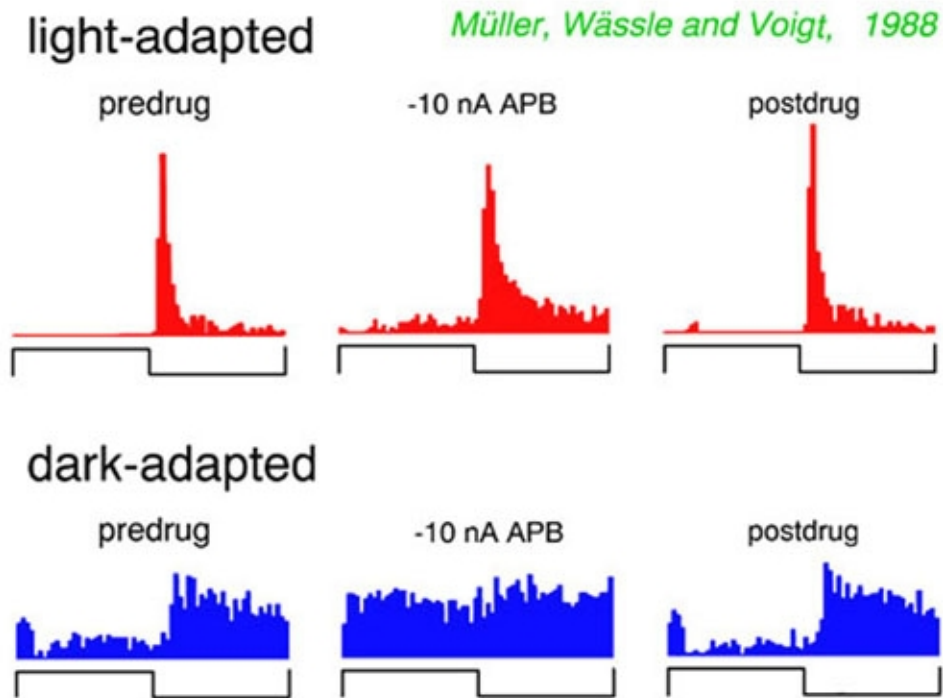 light-adapted
Müller, Wässle and Voigt, 1988
predrug
-10 nA APB
postdrug
dark-adapted
predrug
-10 nA APB
postdrug